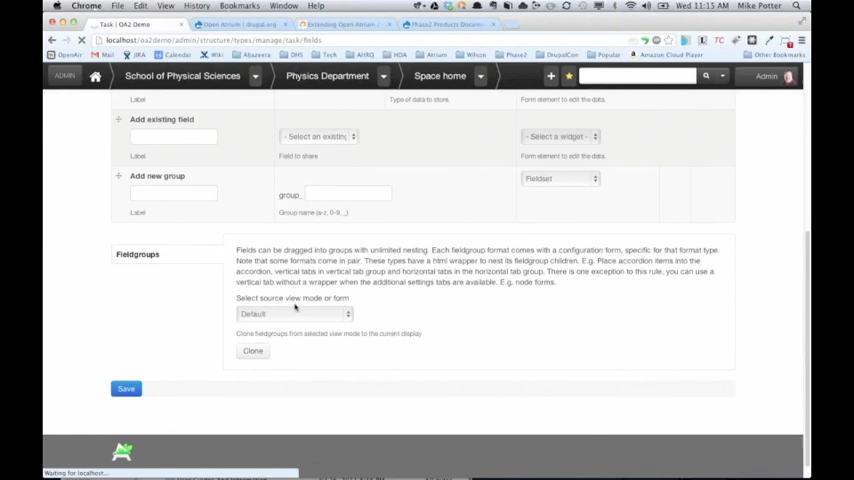 Chrome File Edit View History Bookmarks Window Help Wed 11:15 AM Mike Potter
Task | OA2 Demo Open Atrium | drupal.org Extending Open Atrium Phase2 Products Docum
localhost/oa2demo/admin/structure/types/manage/task/fields
OpenAir Mail JIRA Calendar Wiki Aljazeera DHS Tech AHRQ HDA Atrium Wilson Phase2 DrupalCon Popular Amazon Cloud Player Other Bookmarks
ADMIN School of Physical Sciences Physics Department Space home Admin
Label Type of data to store. Form element to edit the data.
Add existing field
- Select an existing - Select a widget -
Label Field to share Form element to edit the data.
Add new group
Fieldset
group_
Label Group name (a-z, 0-9, _)
Fieldgroups
Fields can be dragged into groups with unlimited nesting. Each fieldgroup format comes with a configuration form, specific for that format type.
Note that some formats come in pair. These types have a html wrapper to nest its fieldgroup children. E.g. Place accordion items into the
accordion, vertical tabs in vertical tab group and horizontal tabs in the horizontal tab group. There is one exception to this rule, you can use a
vertical tab without a wrapper when the additional settings tabs are available. E.g. node forms.
Select source view mode or form
Default
Clone fieldgroups from selected view mode to the current display
Clone
Save
Waiting for localhost...